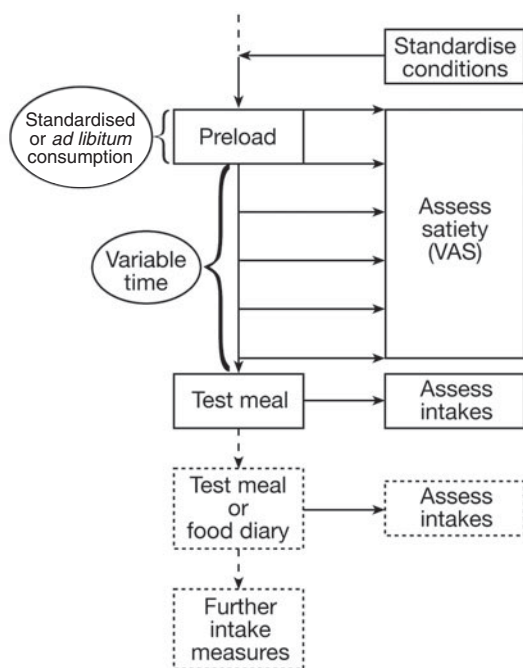 Standardise
conditions
Standardised
or ad libitum
consumption
Preload
Assess
satiety
(VAS)
Variable
time
Test meal
Assess
intakes
Test meal
or
food diary
Assess
intakes
Further
intake
measures